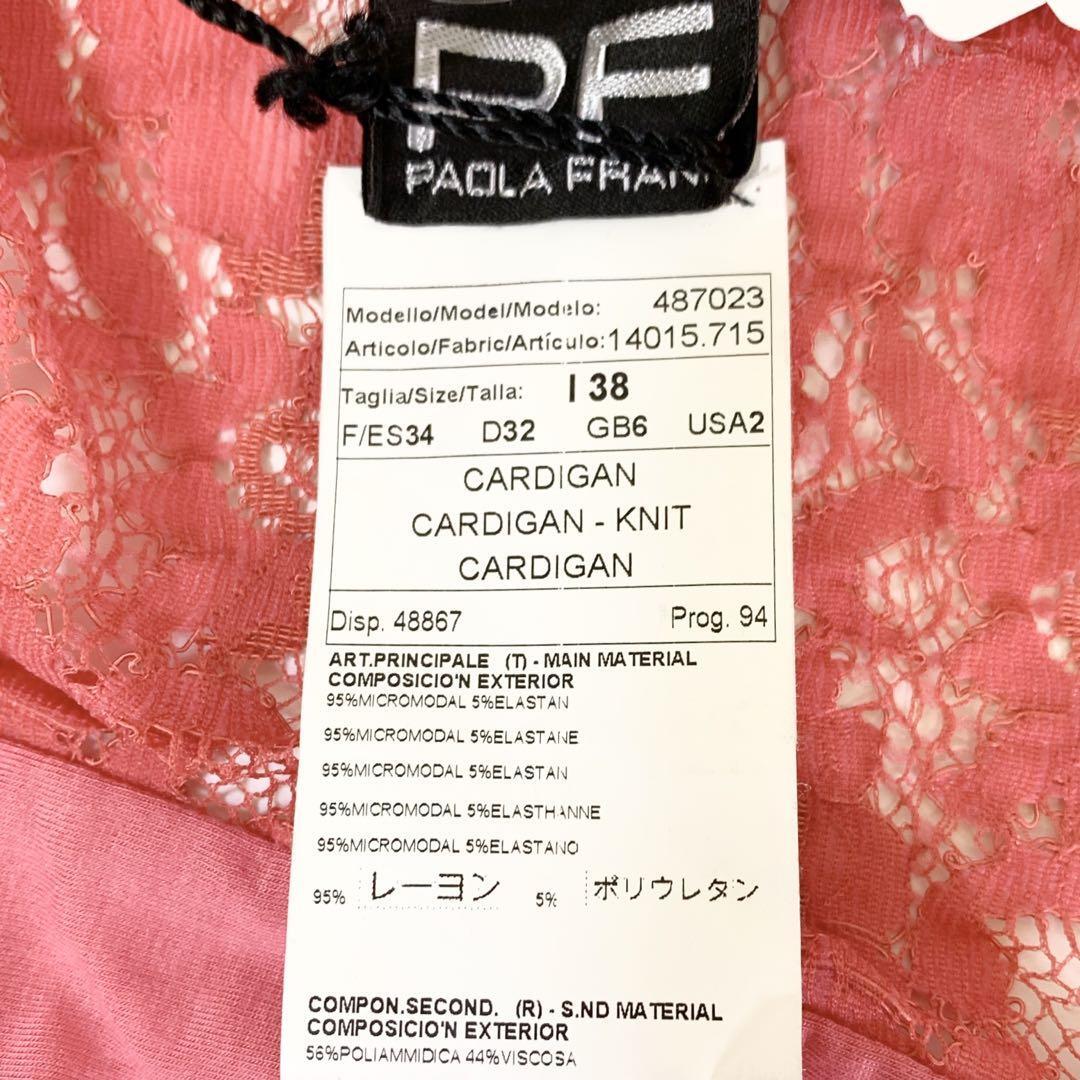 PF
PAOLA
Modello/Model/Modelo: 487023
Articolo/Fabric/Artículo: 14015.715
Taglia/Size/Talla: I 38
F/ES34 D32 GB6 USA2
CARDIGAN
CARDIGAN - KNIT
CARDIGAN
Disp. 48867 Prog. 94
ART.PRINCIPALE (T) - MAIN MATERIAL
COMPOSICIO'N EXTERIOR
95%MICROMODAL 5%ELASTAN
95%MICROMODAL 5%ELASTANE
95%MICROMODAL 5%ELASTAN
95%MICROMODAL 5%ELASTHANNE
95%MICROMODAL 5%ELASTANO
95% レーヨン 5% ポリウレタン
COMPON.SECOND. (R) - S.ND MATERIAL
COMPOSICIO'N EXTERIOR
56%POLIAMMIDICA 44%VISCOSA